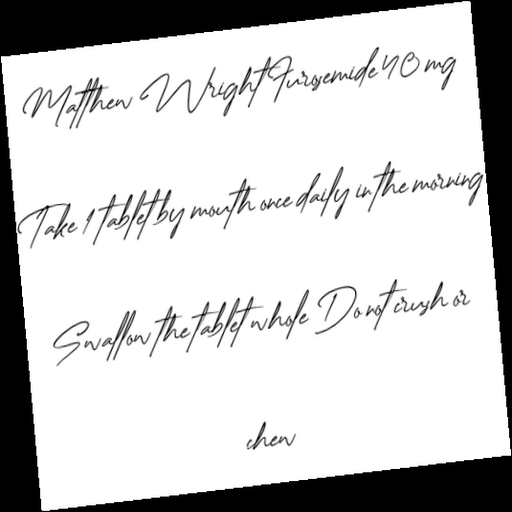 Matthew Wright Furosemide 40 mg
Take 1 tablet by mouth once daily in the morning
Swallow the tablet whole Do not crush or
chew